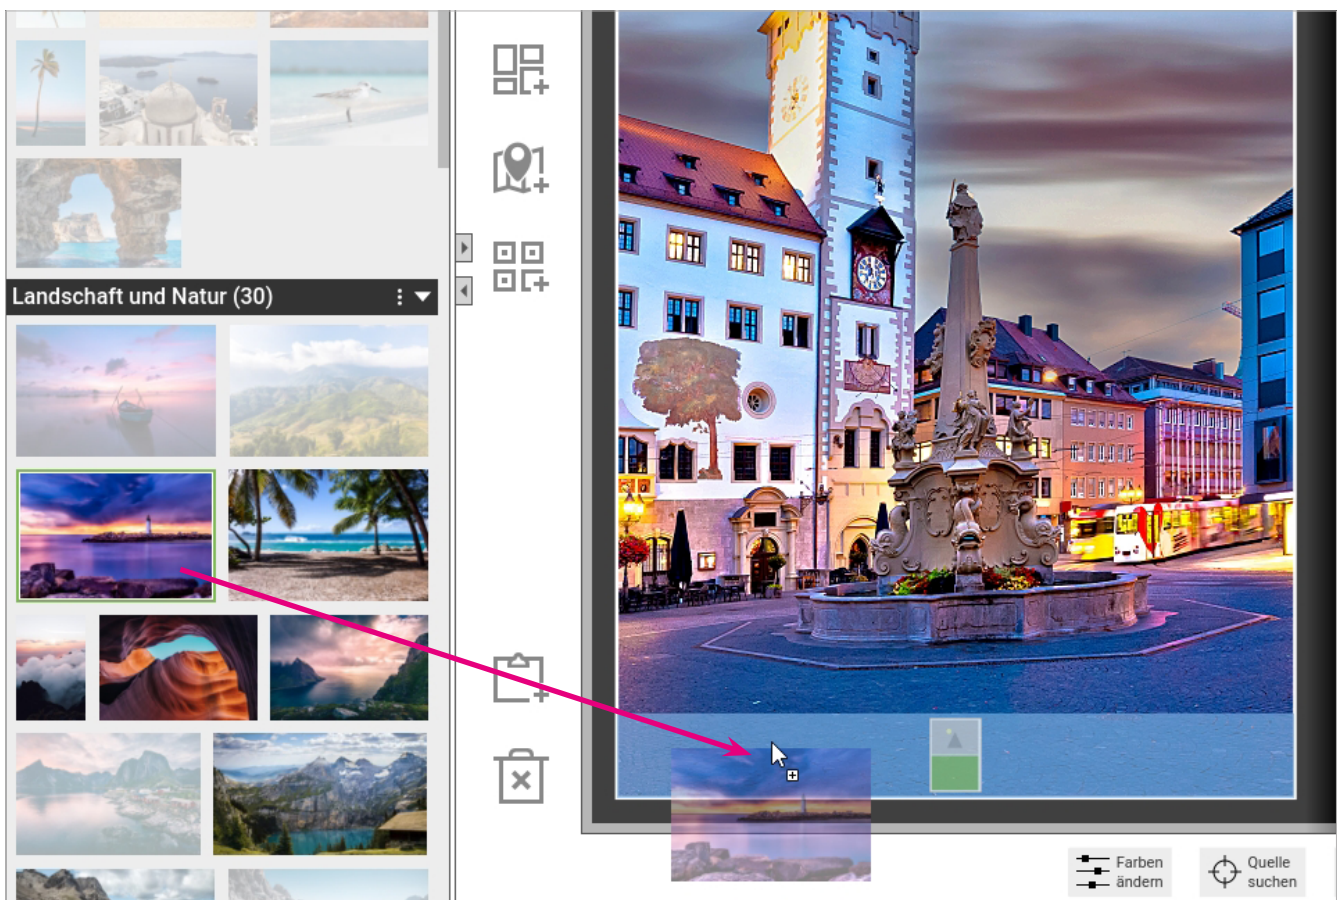 Landschaft und Natur (30)
Farben
ändern
Quelle
suchen